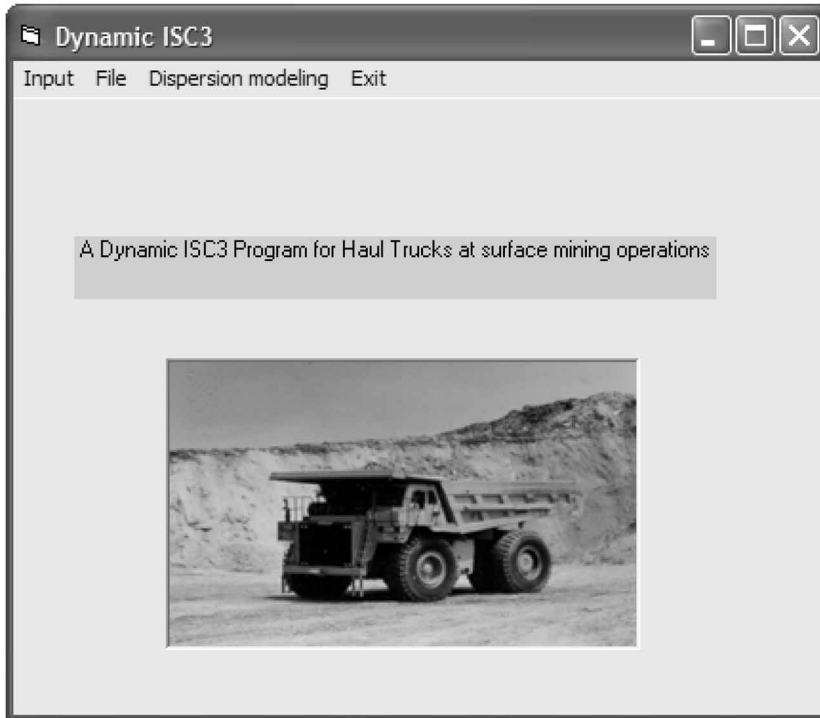 Dynamic ISC3
Input File Dispersion modeling Exit
A Dynamic ISC3 Program for Haul Trucks at surface mining operations